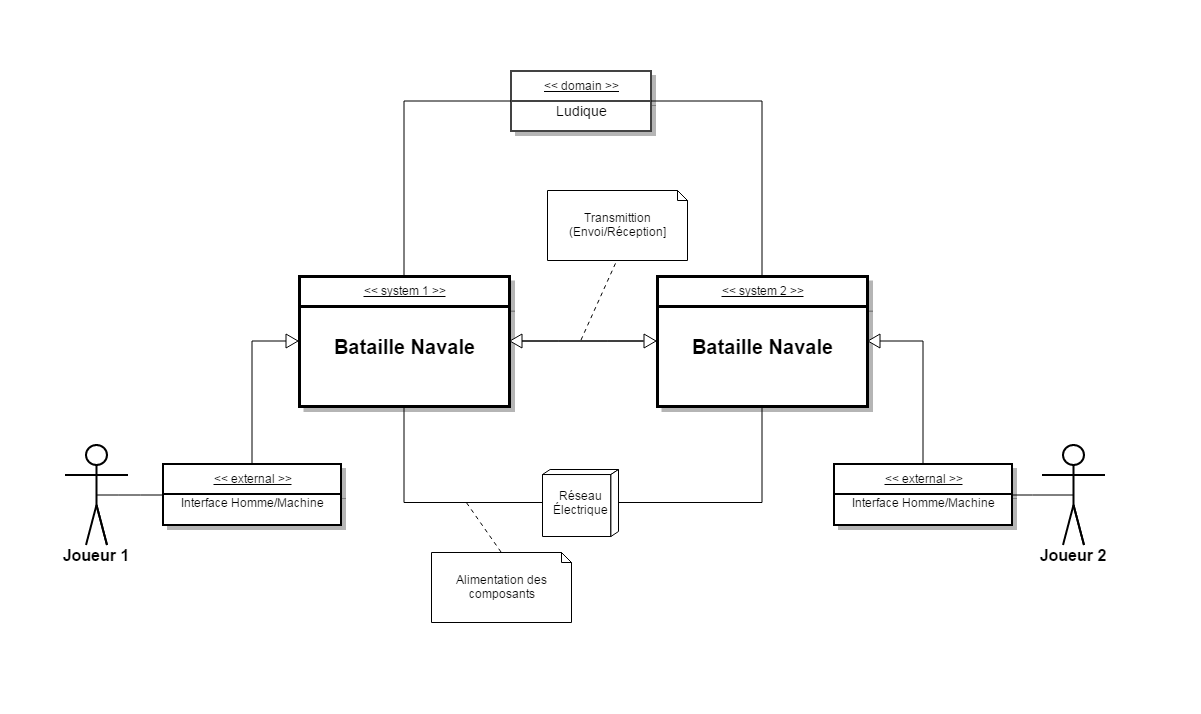 << domain >>
Ludique
Transmittion
(Envoi/Réception]
<< system 1 >>
Bataille Navale
<< system 2 >>
Bataille Navale
<< external >>
Interface Homme/Machine
Joueur 1
Réseau
Électrique
<< external >>
Interface Homme/Machine
Joueur 2
Alimentation des
composants